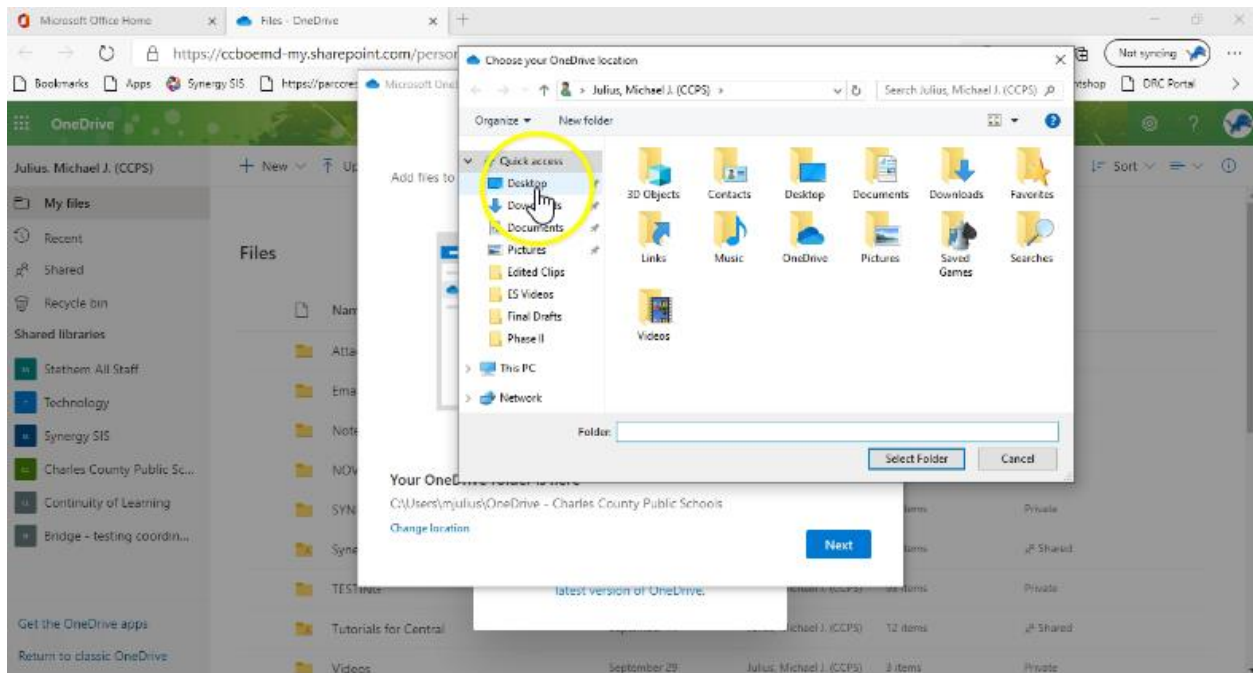 Microsoft Office Home
Files - OneDrive
https://ccboemd-my.sharepoint.com/person
Not syncing
Bookmarks
Apps
Synergy SIS
https://parccres
DRC Portal
OneDrive
Julius, Michael J. (CCPS)
My files
Recent
Shared
Recycle bin
Shared libraries
Stethem All Staff
Technology
Synergy SIS
Charles County Public Sc...
Continuity of Learning
Bridge - testing coordin...
Get the OneDrive apps
Return to classic OneDrive
New
Sort
Files
Tutorials for Central
Videos
September 29
Julius, Michael J. (CCPS)
12 items
3 items
Private
Shared
Private
Shared
Private
Add files to
Your OneDrive folder is here
C:\Users\mjulius\OneDrive - Charles County Public Schools
Change location
Next
latest version of OneDrive.
Choose your OneDrive location
Julius, Michael J. (CCPS)
Search Julius, Michael J. (CCPS)
Organize
New folder
Quick access
Desktop
Downloads
Documents
Pictures
Edited Clips
ES Videos
Final Drafts
Phase II
This PC
Network
3D Objects
Contacts
Desktop
Documents
Downloads
Favorites
Links
Music
OneDrive
Pictures
Saved
Games
Searches
Videos
Folder:
Select Folder
Cancel